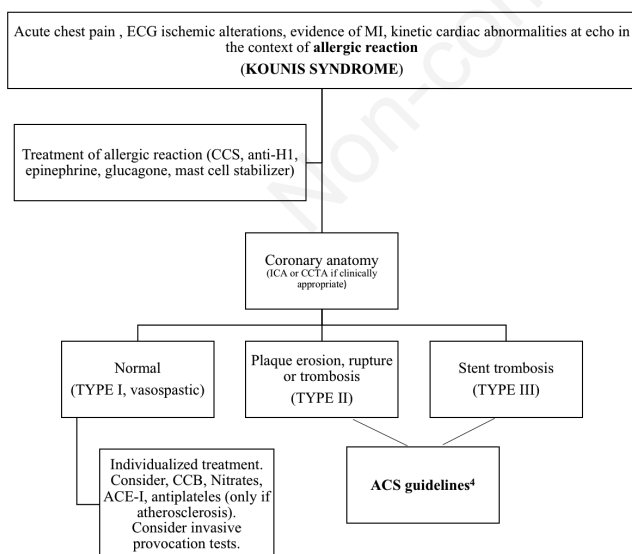 Acute chest pain , ECG ischemic alterations, evidence of MI, kinetic cardiac abnormalities at echo in
the context of allergic reaction
(KOUNIS SYNDROME)
Treatment of allergic reaction (CCS, anti-H1,
epinephrine, glucagone, mast cell stabilizer)
Coronary anatomy
(ICA or CCTA if clinically
appropriate)
Normal
(TYPE I, vasospastic)
Plaque erosion, rupture
or trombosis
(TYPE II)
Stent trombosis
(TYPE III)
Individualized treatment.
Consider, CCB, Nitrates,
ACE-I, antiplateles (only if
atherosclerosis).
Consider invasive
provocation tests.
ACS guidelines⁴
Non-com